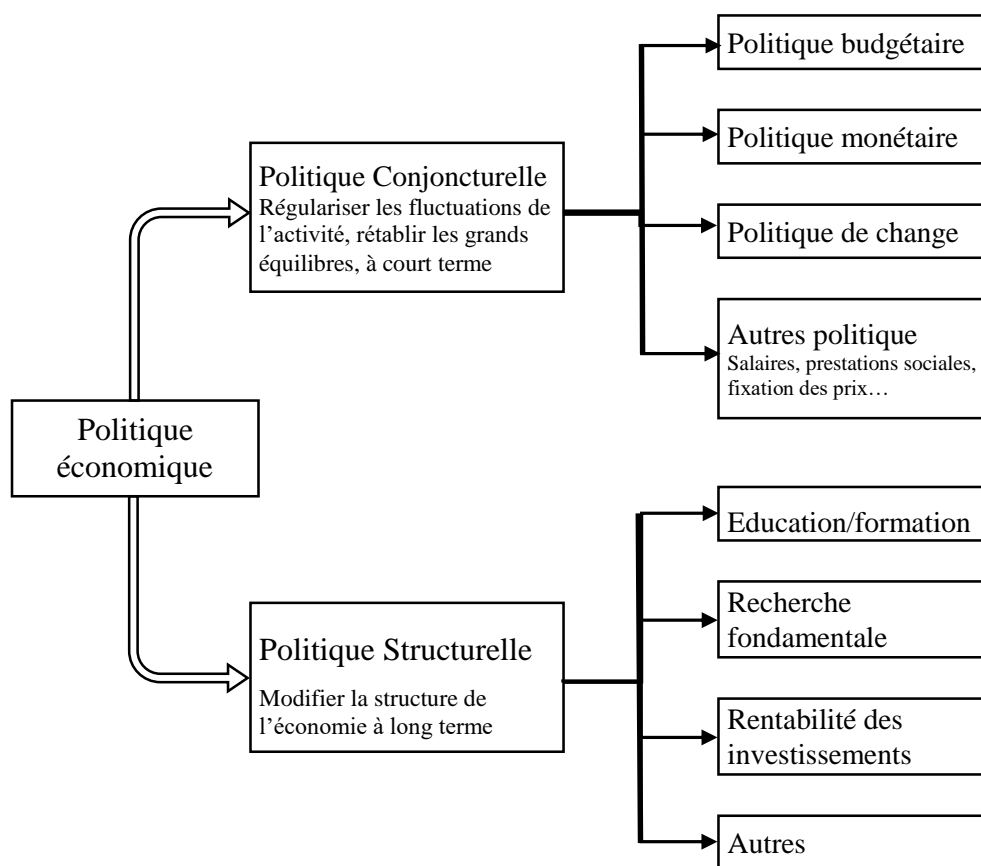 Politique
économique
Politique Conjoncturelle
Régulariser les fluctuations de
l’activité, rétablir les grands
équilibres, à court terme
Politique budgétaire
Politique monétaire
Politique de change
Autres politique
Salaires, prestations sociales,
fixation des prix…
Politique Structurelle
Modifier la structure de
l’économie à long terme
Education/formation
Recherche
fondamentale
Rentabilité des
investissements
Autres